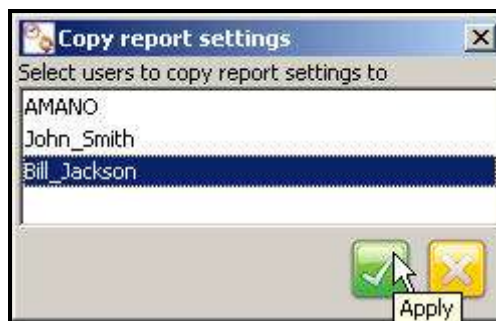 Copy report settings
Select users to copy report settings to
AMANO
John_Smith
Bill_Jackson
Apply